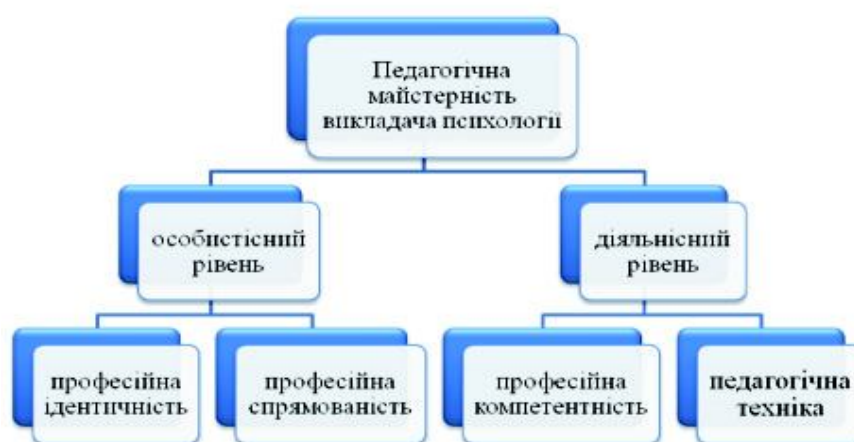 Педагогічна
майстерність
викладача психології
особистісний
рівень
діяльнісний
рівень
професійна
ідентичність
професійна
спрямованість
професійна
компетентність
педагогічна
техніка